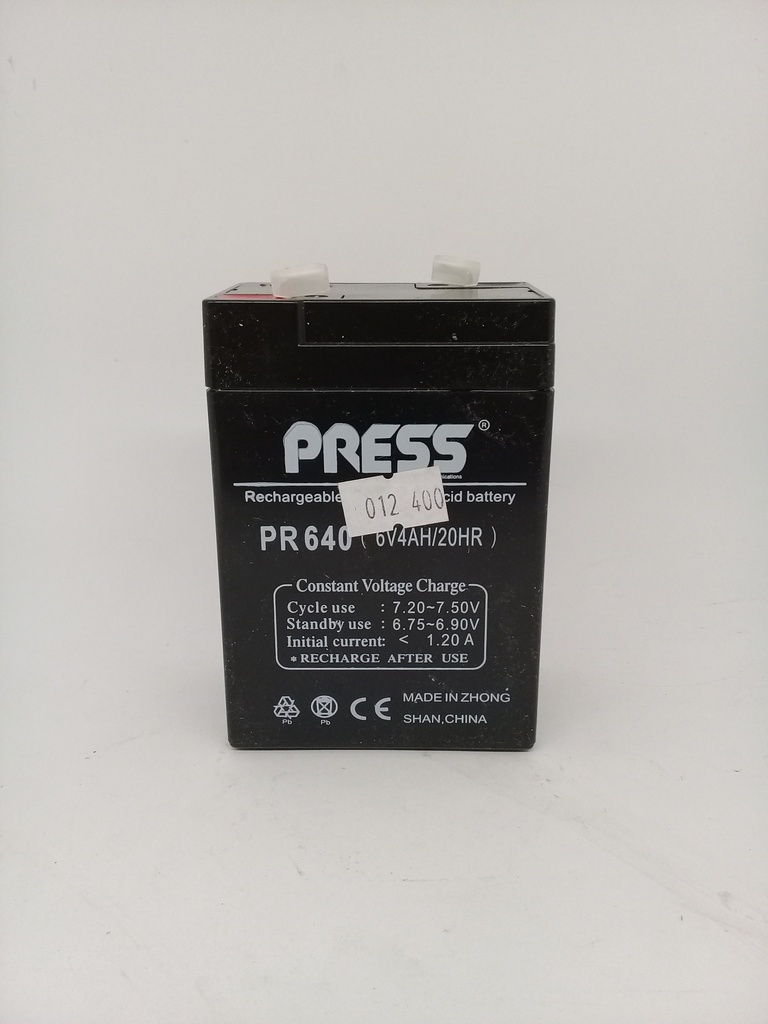 PRESS®
Rechargeable cid battery
012 400
PR 640 ( 6V4AH/20HR )
Constant Voltage Charge
Cycle use : 7.20~7.50V
Standby use : 6.75~6.90V
Initial current: < 1.20 A
*RECHARGE AFTER USE
Pb Pb CE MADE IN ZHONG
SHAN,CHINA